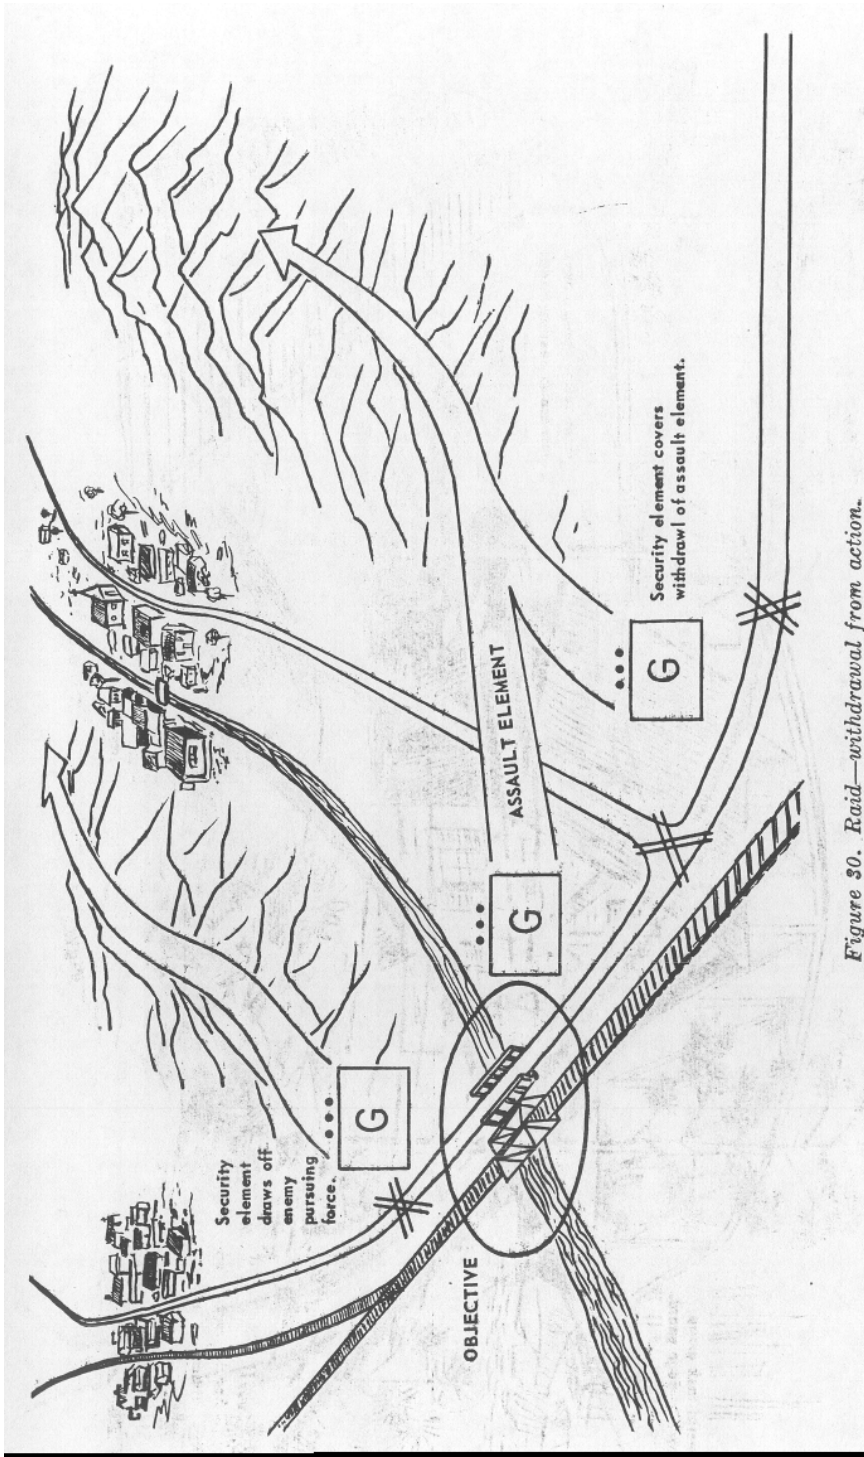 Security
element
draws off
enemy
pursuing
force.
G
OBJECTIVE
G
ASSAULT ELEMENT
G
Security element covers
withdrawl of assault element.
Figure 30. Raid—withdrawal from action.